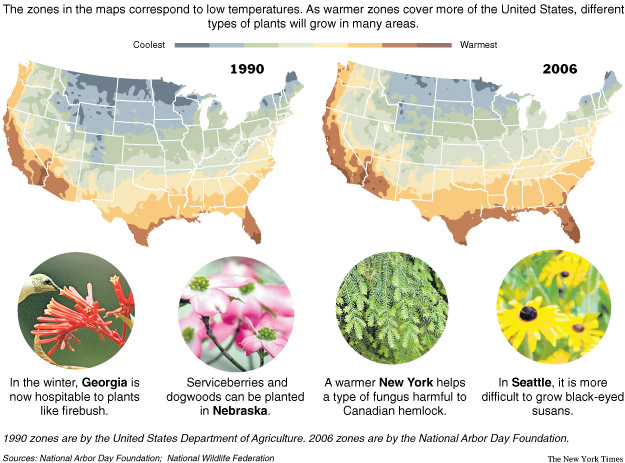 The zones in the maps correspond to low temperatures. As warmer zones cover more of the United States, different
types of plants will grow in many areas.
Coolest Warmest
1990 2006
In the winter, Georgia is
now hospitable to plants
like firebush.
Serviceberries and
dogwoods can be planted
in Nebraska.
A warmer New York helps
a type of fungus harmful to
Canadian hemlock.
In Seattle, it is more
difficult to grow black-eyed
susans.
1990 zones are by the United States Department of Agriculture. 2006 zones are by the National Arbor Day Foundation.
Sources: National Arbor Day Foundation; National Wildlife Federation
The New York Times